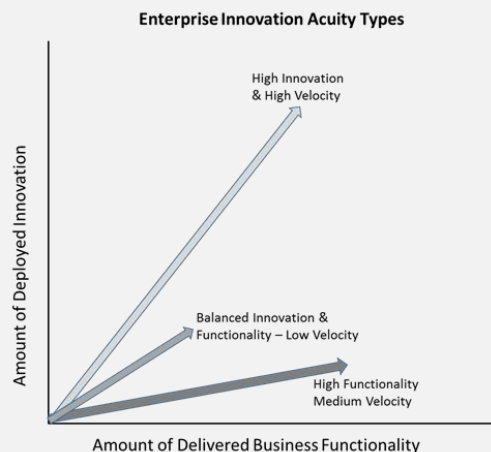 Enterprise Innovation Acuity Types
High Innovation
& High Velocity
Amount of Deployed Innovation
Balanced Innovation &
Functionality – Low Velocity
High Functionality
Medium Velocity
Amount of Delivered Business Functionality